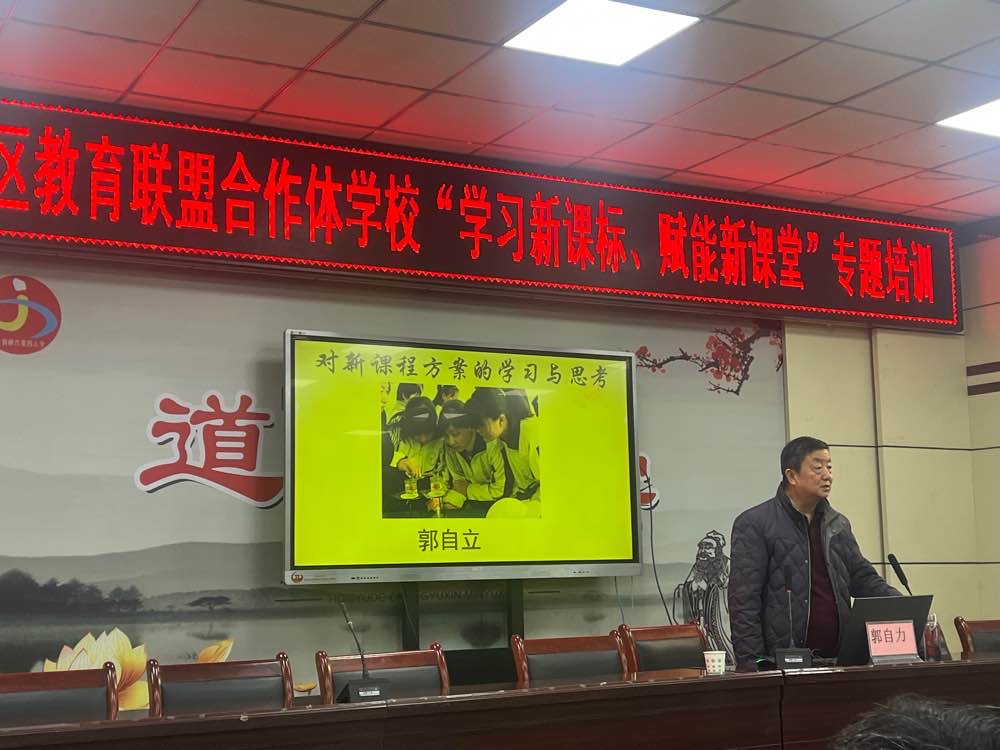 区教育联盟合作体学校“学习新课标、赋能新课堂”专题培训
对新课程方案的学习与思考
郭自立
道
郭自力